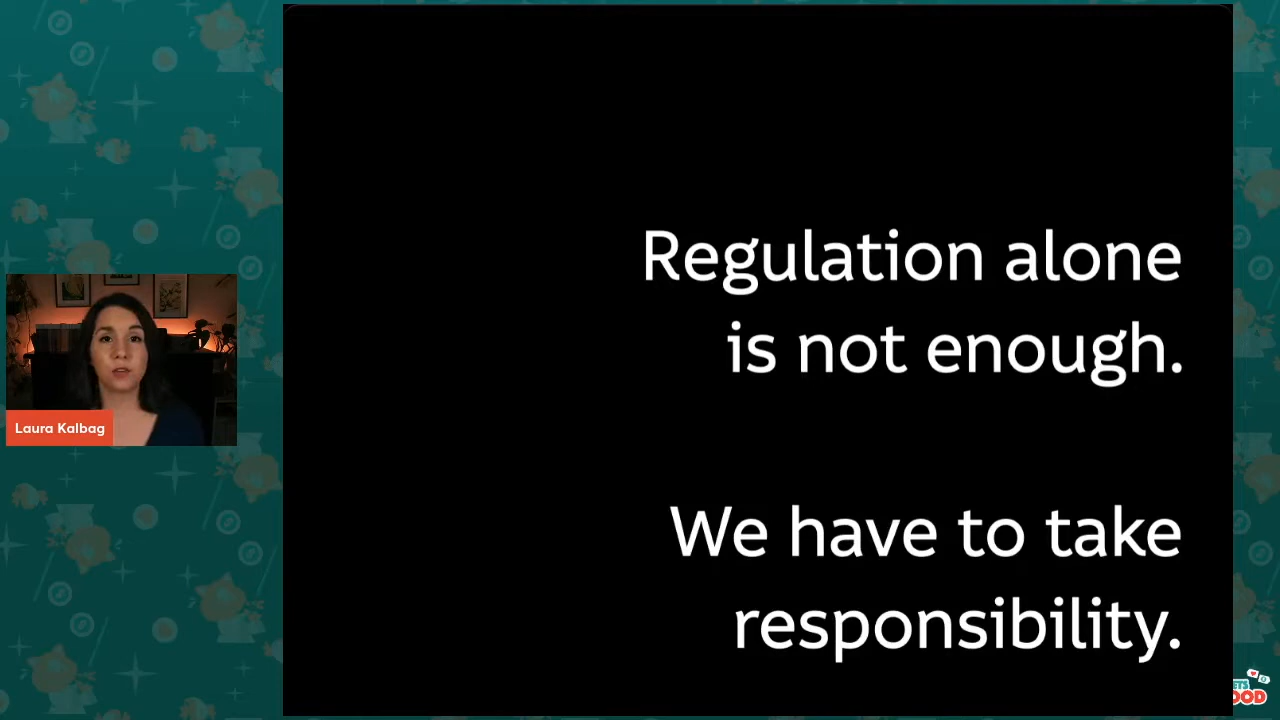 Regulation alone
is not enough.
We have to take
responsibility.
Laura Kalbag